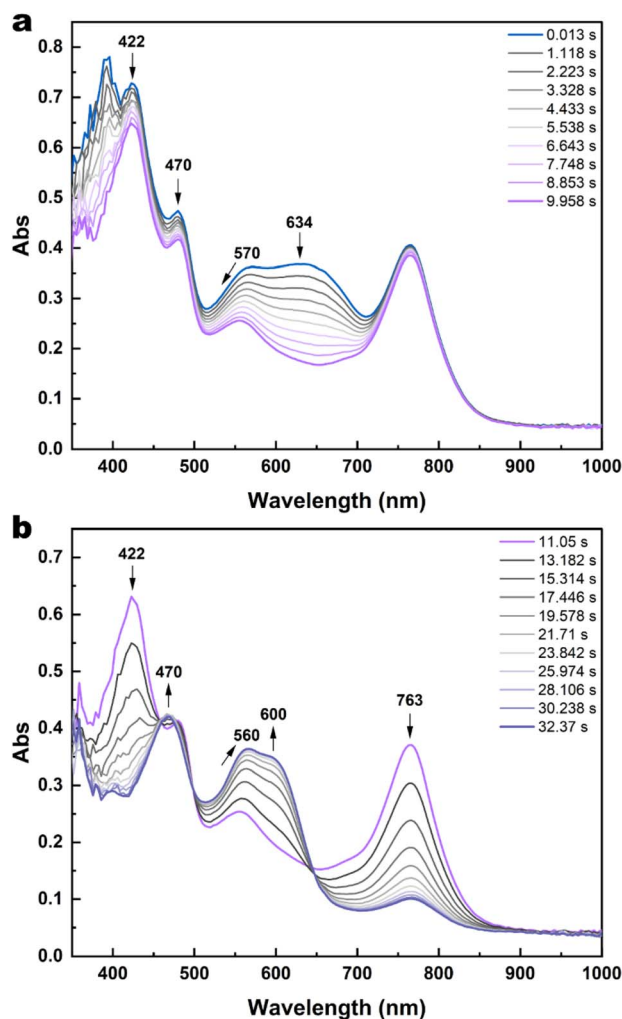 a
422
470
570
634
0.013 s
1.118 s
2.223 s
3.328 s
4.433 s
5.538 s
6.643 s
7.748 s
8.853 s
9.958 s
0.8
0.7
0.6
0.5
0.4
0.3
0.2
0.1
0.0
Abs
400 500 600 700 800 900 1000
Wavelength (nm)
b
422
470
560
600
763
11.05 s
13.182 s
15.314 s
17.446 s
19.578 s
21.71 s
23.842 s
25.974 s
28.106 s
30.238 s
32.37 s
0.7
0.6
0.5
0.4
0.3
0.2
0.1
0.0
Abs
400 500 600 700 800 900 1000
Wavelength (nm)